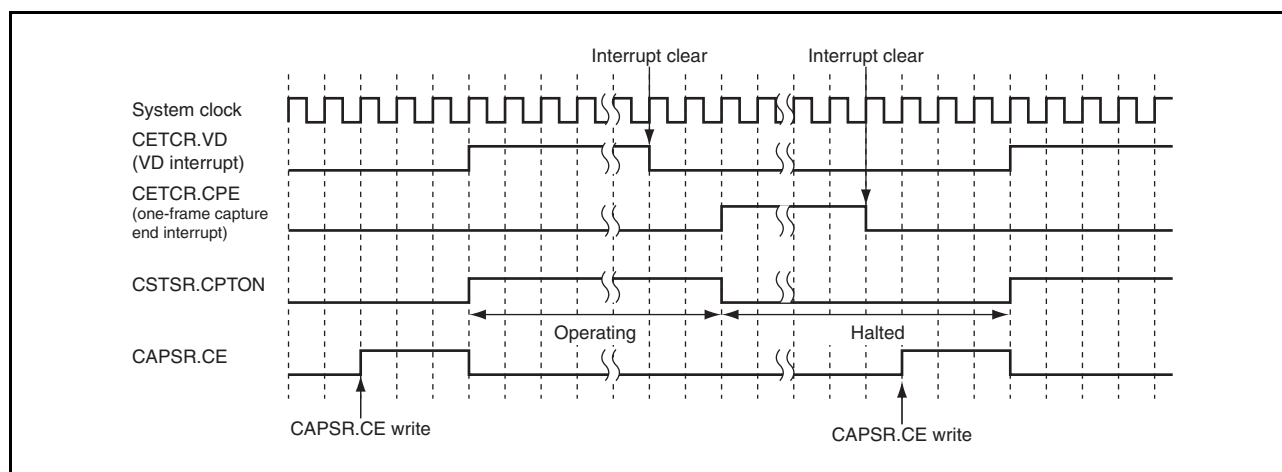 Interrupt clear
Interrupt clear
System clock
CETCR.VD
(VD interrupt)
CETCR.CPE
(one-frame capture
end interrupt)
CSTSR.CPTON
Operating
Halted
CAPSR.CE
CAPSR.CE write
CAPSR.CE write